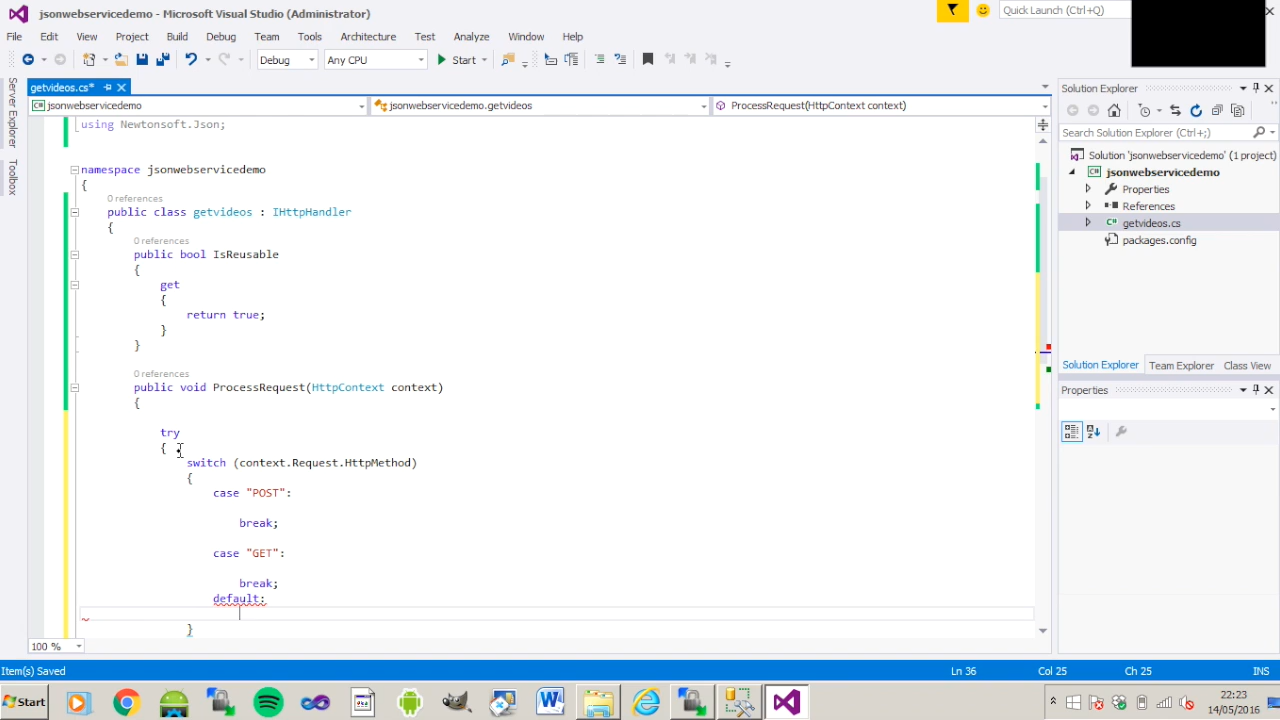 jsonwebservicedemo - Microsoft Visual Studio (Administrator)
Quick Launch (Ctrl+Q)
File Edit View Project Build Debug Team Tools Architecture Test Analyze Window Help
Debug Any CPU Start
Server Explorer
Toolbox
getvideos.cs*
jsonwebservicedemo jsonwebservicedemo.getvideos ProcessRequest(HttpContext context)
using Newtonsoft.Json;
namespace jsonwebservicedemo
{
0 references
public class getvideos : IHttpHandler
{
0 references
public bool IsReusable
{
get
{
return true;
}
}
0 references
public void ProcessRequest(HttpContext context)
{
try
{
switch (context.Request.HttpMethod)
{
case "POST":
break;
case "GET":
break;
default:
}
100 %
Solution Explorer
Search Solution Explorer (Ctrl+;)
Solution 'jsonwebservicedemo' (1 project)
jsonwebservicedemo
Properties
References
getvideos.cs
packages.config
Solution Explorer Team Explorer Class View
Properties
Item(s) Saved Ln 36 Col 25 Ch 25 INS
Start
22:23
14/05/2016